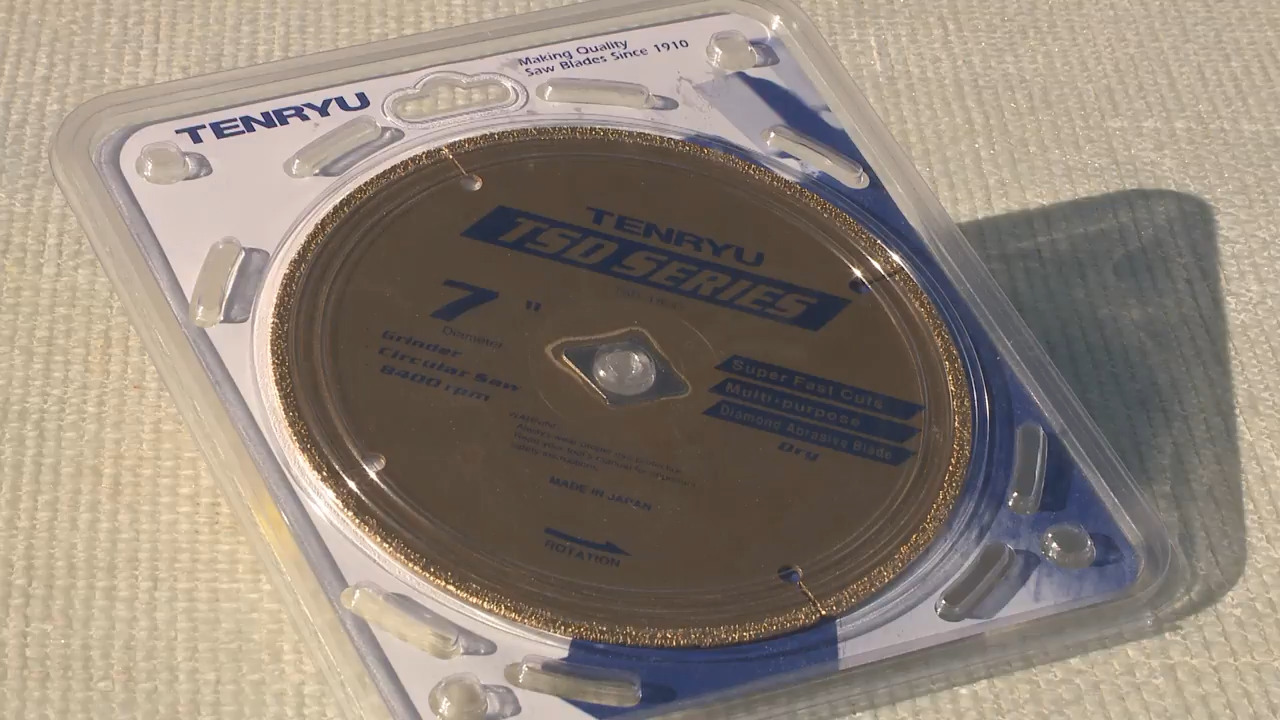 Making Quality
Saw Blades Since 1910
TENRYU
TENRYU
TSD SERIES
7"
Diameter
Grinder
Circular Saw
8400 rpm
Super Fast Cuts
Multi-purpose
Diamond Abrasive Blade
Dry
WARNING:
MADE IN JAPAN
ROTATION